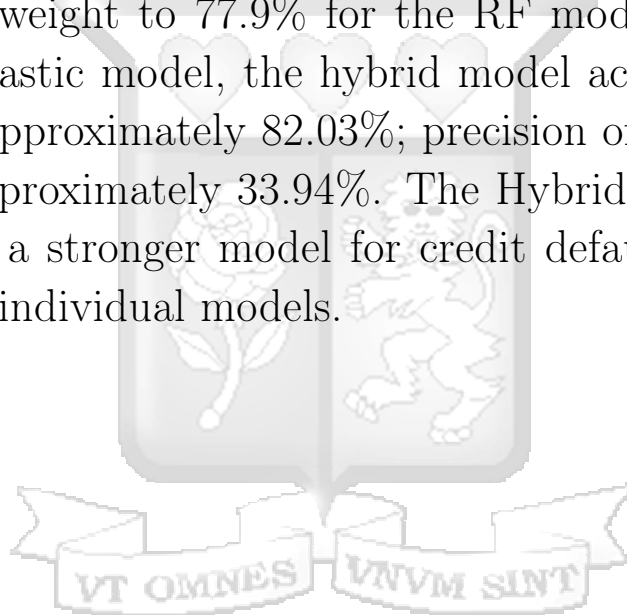 weight to 77.9% for the RF mod
astic model, the hybrid model ac
pproximately 82.03%; precision o
proximately 33.94%. The Hybrid
a stronger model for credit defau
individual models.
VT OMNES VNVM SINT